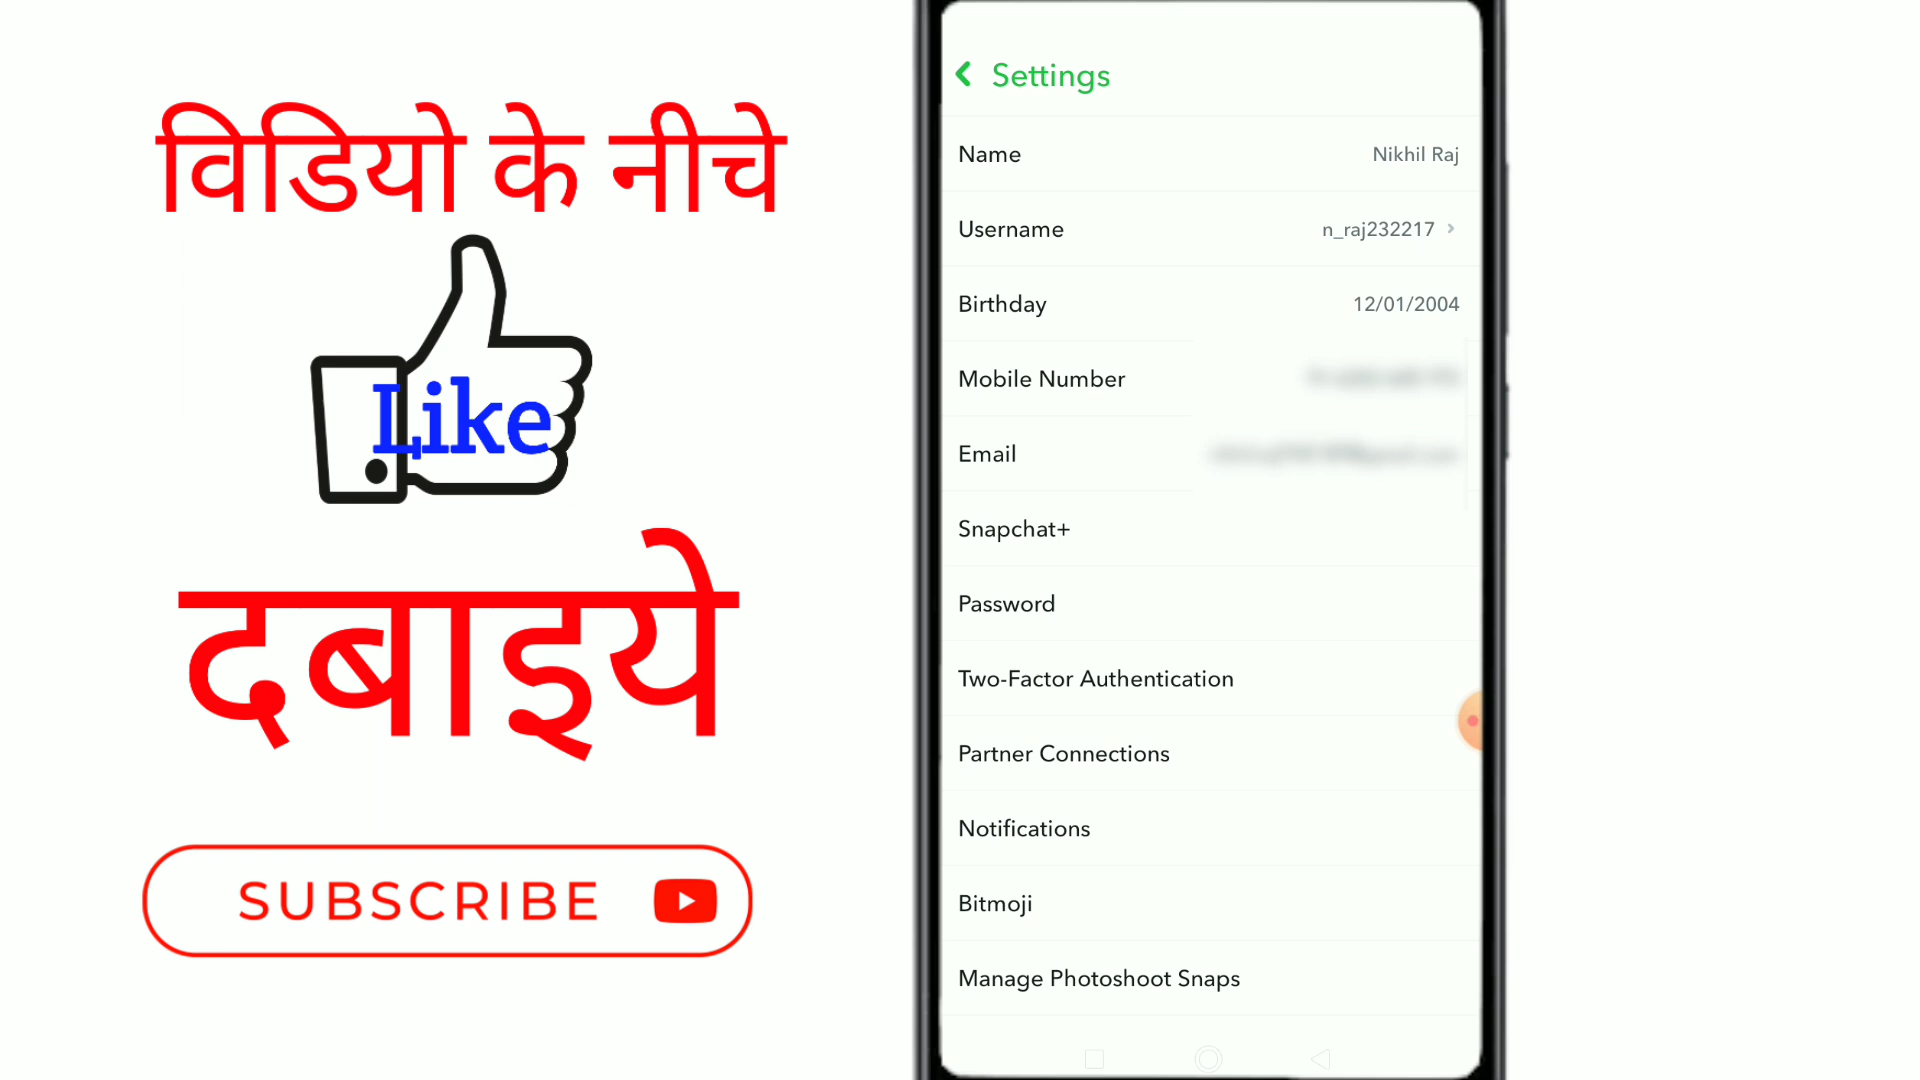 विडियो के नीचे
Like
दबाइये
SUBSCRIBE
Settings
Name Nikhil Raj
Username n_raj232217
Birthday 12/01/2004
Mobile Number
Email
Snapchat+
Password
Two-Factor Authentication
Partner Connections
Notifications
Bitmoji
Manage Photoshoot Snaps